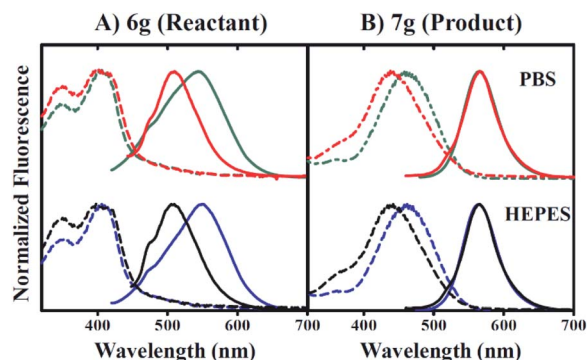 A) 6g (Reactant)
B) 7g (Product)
Normalized Fluorescence
PBS
HEPES
400 500 600 700 400 500 600 700
Wavelength (nm)
Wavelength (nm)